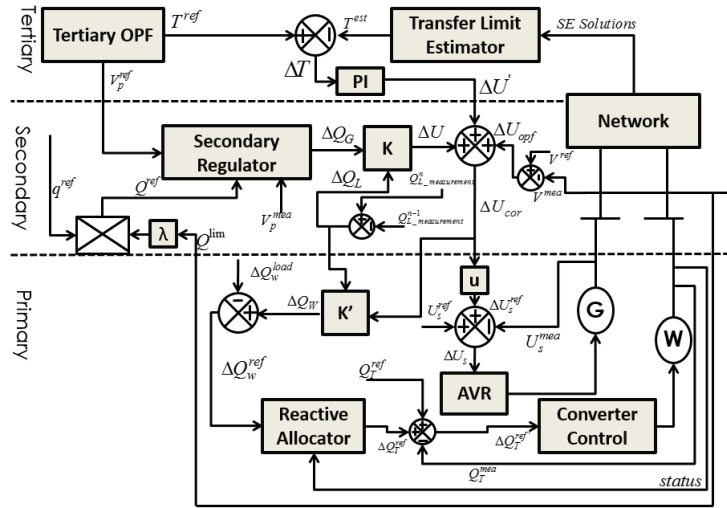 Tertiary
Tertiary OPF
T^ref
T^est
Transfer Limit
Estimator
SE Solutions
ΔT
PI
ΔU'
V_p^ref
Network
Secondary
Secondary
Regulator
ΔQ_G
K
ΔU
ΔU_opf
V^ref
V^mea
q^ref
Q^ref
V_p^mea
ΔQ_L
Q_L_measurement^n
Q_L_measurement^n-1
ΔU_cor
λ
Q^lim
Primary
ΔQ_w^load
ΔQ_W
K'
u
U_s^ref
ΔU_s^ref
U_s^mea
G
W
ΔU_s
AVR
ΔQ_w^ref
Q_T^ref
Reactive
Allocator
ΔQ_T^ref
ΔQ_T^ref'
Converter
Control
Q_T^mea
status